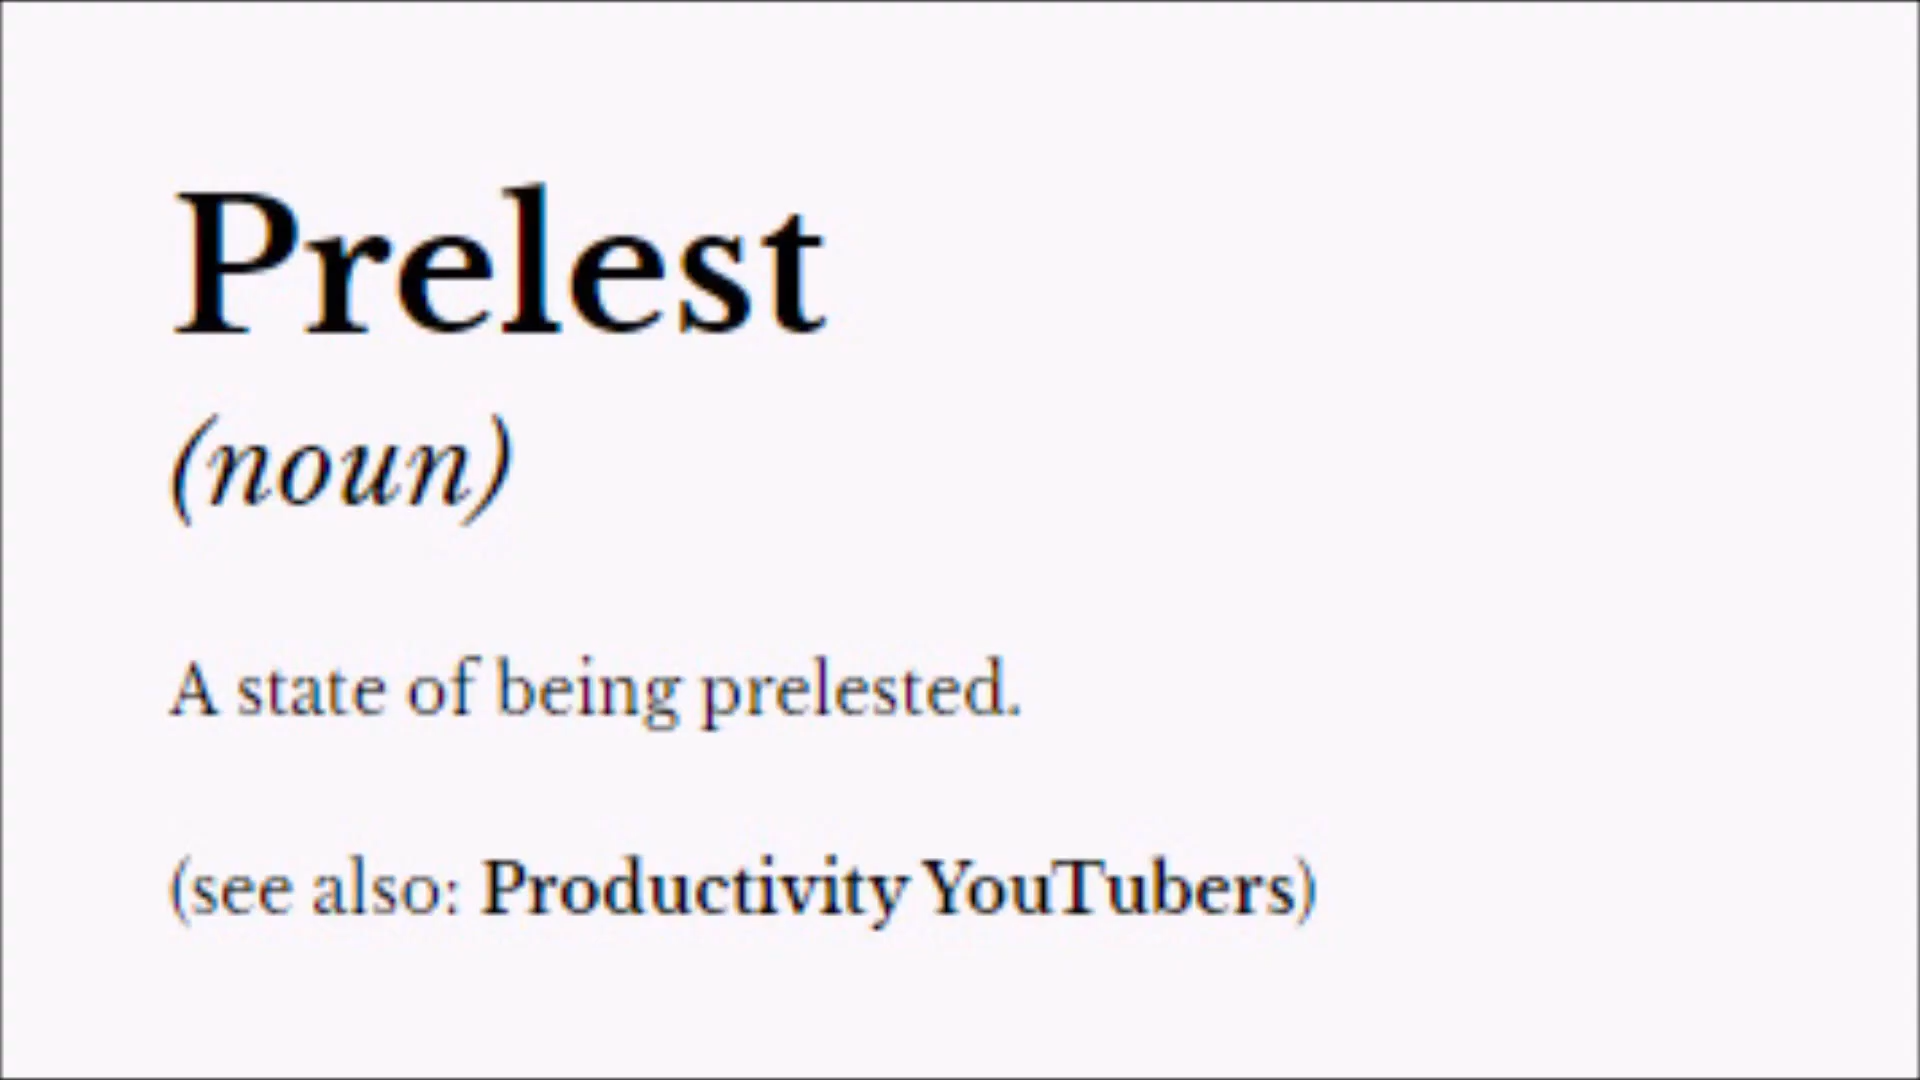 Prelest
(noun)
A state of being prelested.
(see also: Productivity YouTubers)